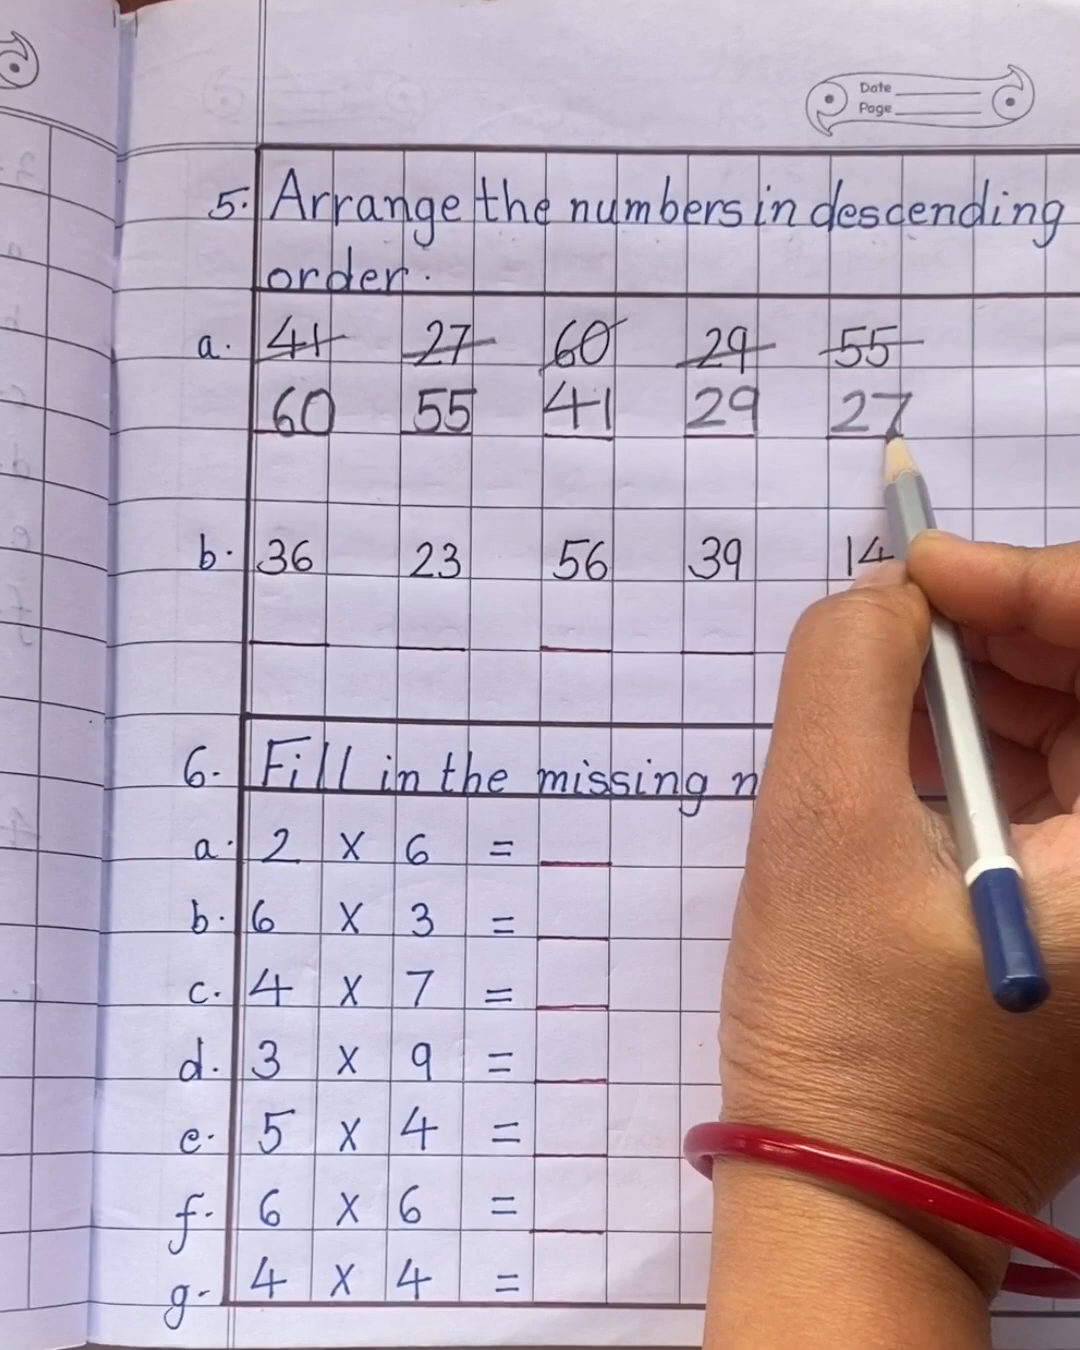 Date
Page
5. Arrange the numbers in descending
order.
a. 41 27 60 29 55
60 55 41 29 27
b. 36 23 56 39 14
6. Fill in the missing
a. 2 x 6 =
b. 6 x 3 =
c. 4 x 7 =
d. 3 x 9 =
e. 5 x 4 =
f. 6 x 6 =
g. 4 x 4 =